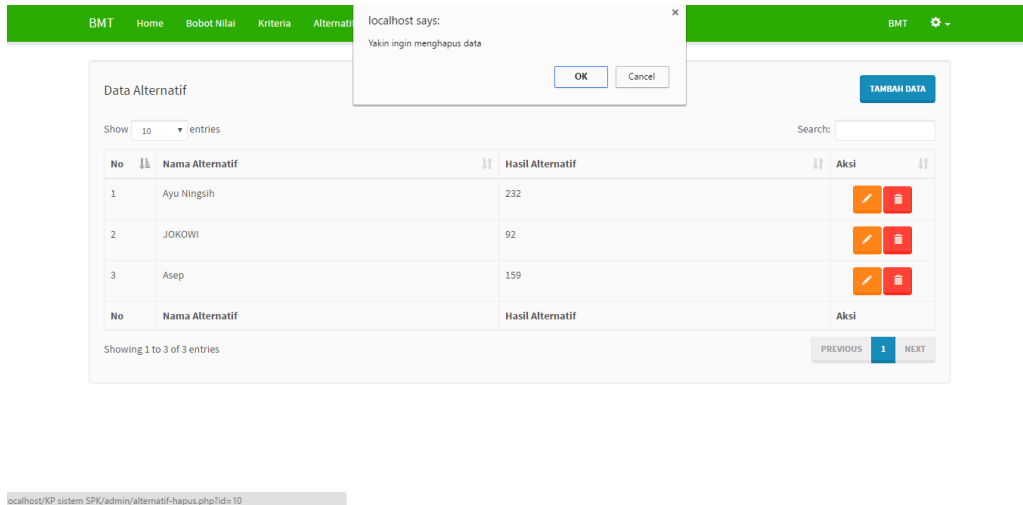 BMT Home Bobot Nilai Kriteria Alternatif BMT
localhost says:
Yakin ingin menghapus data
OK Cancel
Data Alternatif TAMBAH DATA
Show 10 entries Search:
No Nama Alternatif Hasil Alternatif Aksi
1 Ayu Ningsih 232
2 JOKOWI 92
3 Asep 159
No Nama Alternatif Hasil Alternatif Aksi
Showing 1 to 3 of 3 entries PREVIOUS 1 NEXT
ocalhost/KP sistem SPK/admin/alternatif-hapus.php?id=10